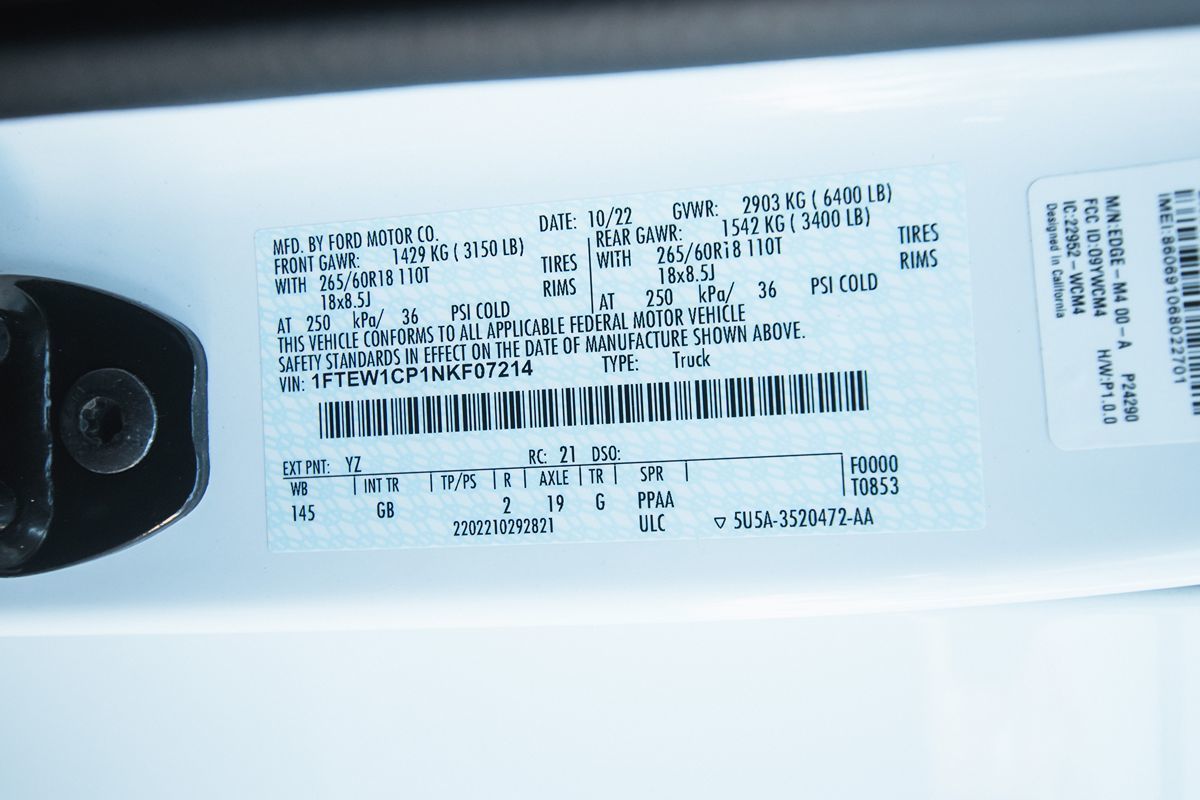 MFD. BY FORD MOTOR CO. DATE: 10/22 GVWR: 2903 KG ( 6400 LB)
FRONT GAWR: 1429 KG ( 3150 LB) REAR GAWR: 1542 KG ( 3400 LB)
WITH 265/60R18 110T TIRES WITH 265/60R18 110T TIRES
18x8.5J RIMS 18x8.5J RIMS
AT 250 kPa/ 36 PSI COLD AT 250 kPa/ 36 PSI COLD
THIS VEHICLE CONFORMS TO ALL APPLICABLE FEDERAL MOTOR VEHICLE
SAFETY STANDARDS IN EFFECT ON THE DATE OF MANUFACTURE SHOWN ABOVE.
VIN: 1FTEW1CP1NKF07214 TYPE: Truck
EXT PNT: YZ RC: 21 DSO:
WB INT TR TP/PS R AXLE TR SPR F0000
145 GB 2 19 G PPAA T0853
2202210292821 ULC ▽ 5U5A-3520472-AA
IMEI:860691068022701
M/N:EDGE-M4 00-A P24290
FCC ID:09YWCM4 H/W:P1.0.0
IC:22952-WCM4
Designed in California